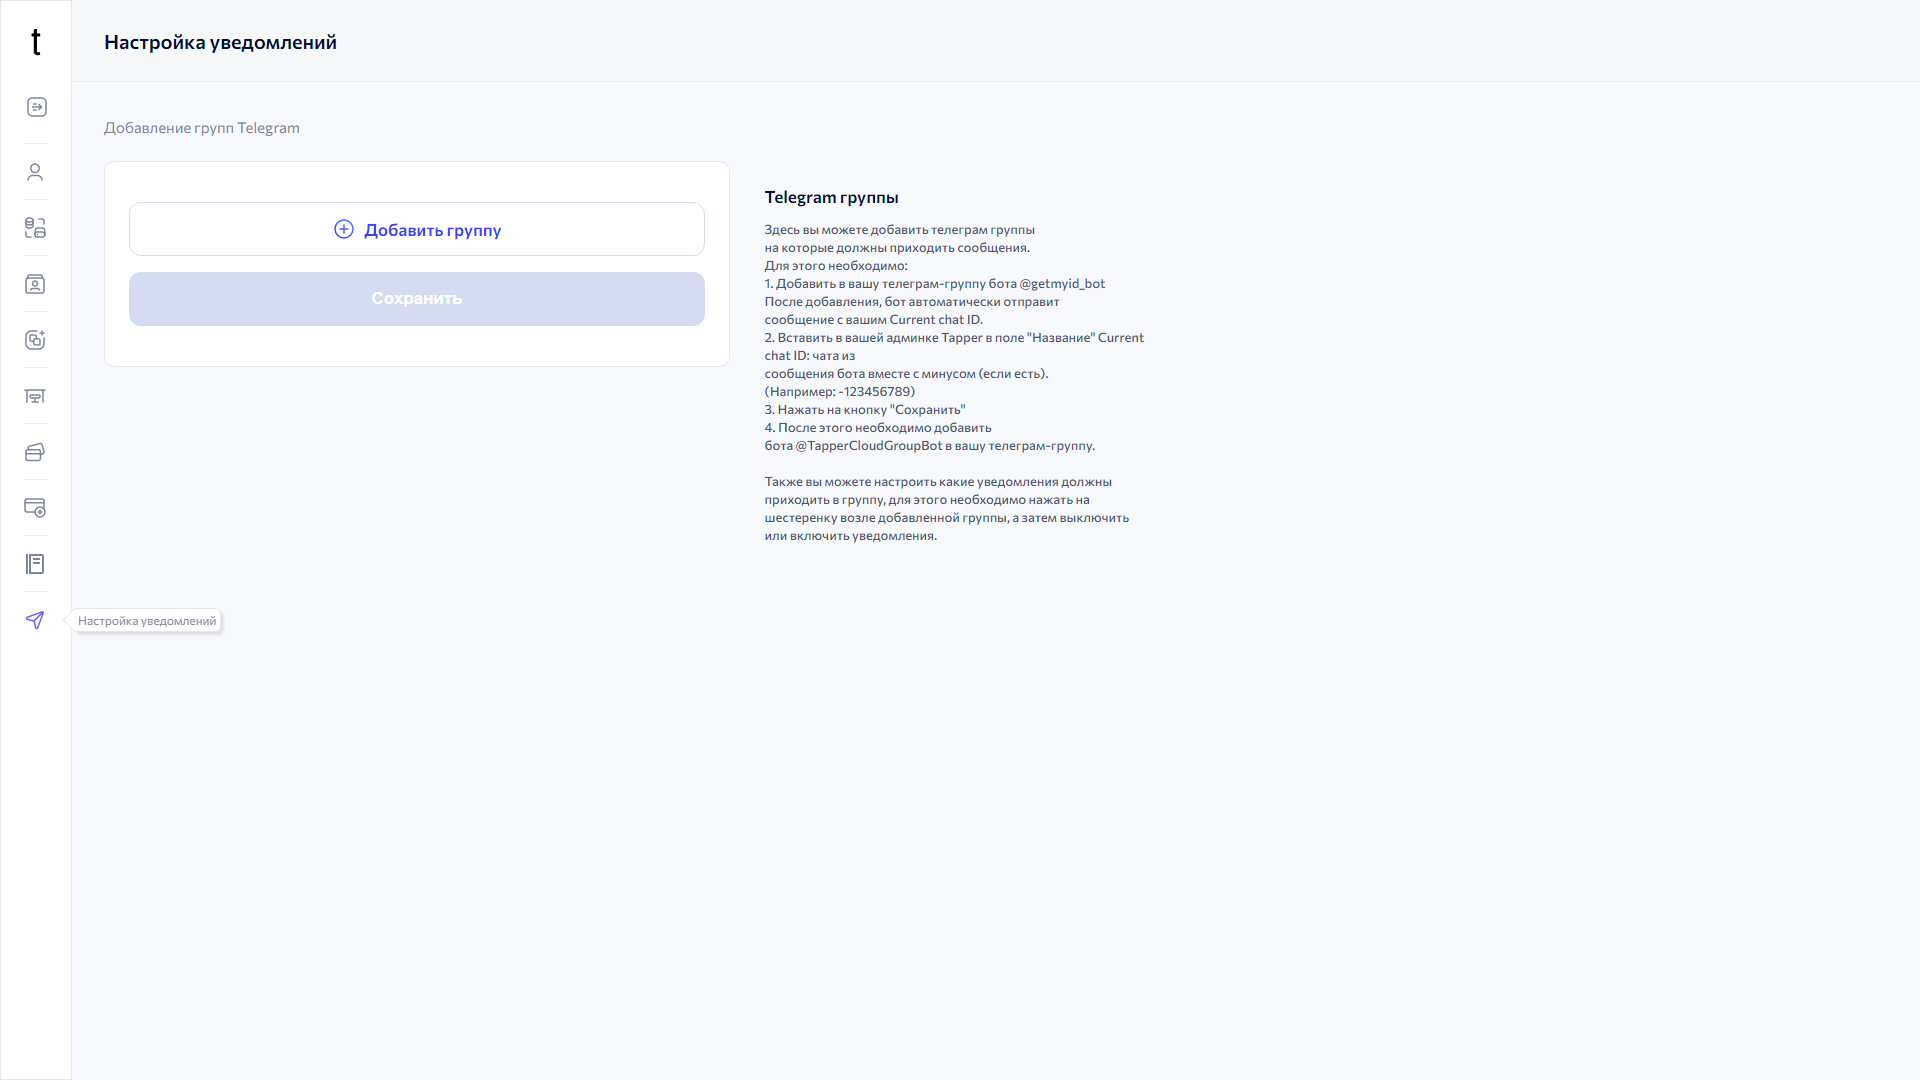 t
Настройка уведомлений
Добавление групп Telegram
Добавить группу
Сохранить
Telegram группы
Здесь вы можете добавить телеграм группы
на которые должны приходить сообщения.
Для этого необходимо:
1. Добавить в вашу телеграм-группу бота @getmyid_bot
После добавления, бот автоматически отправит
сообщение с вашим Current chat ID.
2. Вставить в вашей админке Tapper в поле "Название" Current
chat ID: чата из
сообщения бота вместе с минусом (если есть).
(Например: -123456789)
3. Нажать на кнопку "Сохранить"
4. После этого необходимо добавить
бота @TapperCloudGroupBot в вашу телеграм-группу.
Также вы можете настроить какие уведомления должны
приходить в группу, для этого необходимо нажать на
шестеренку возле добавленной группы, а затем выключить
или включить уведомления.
Настройка уведомлений